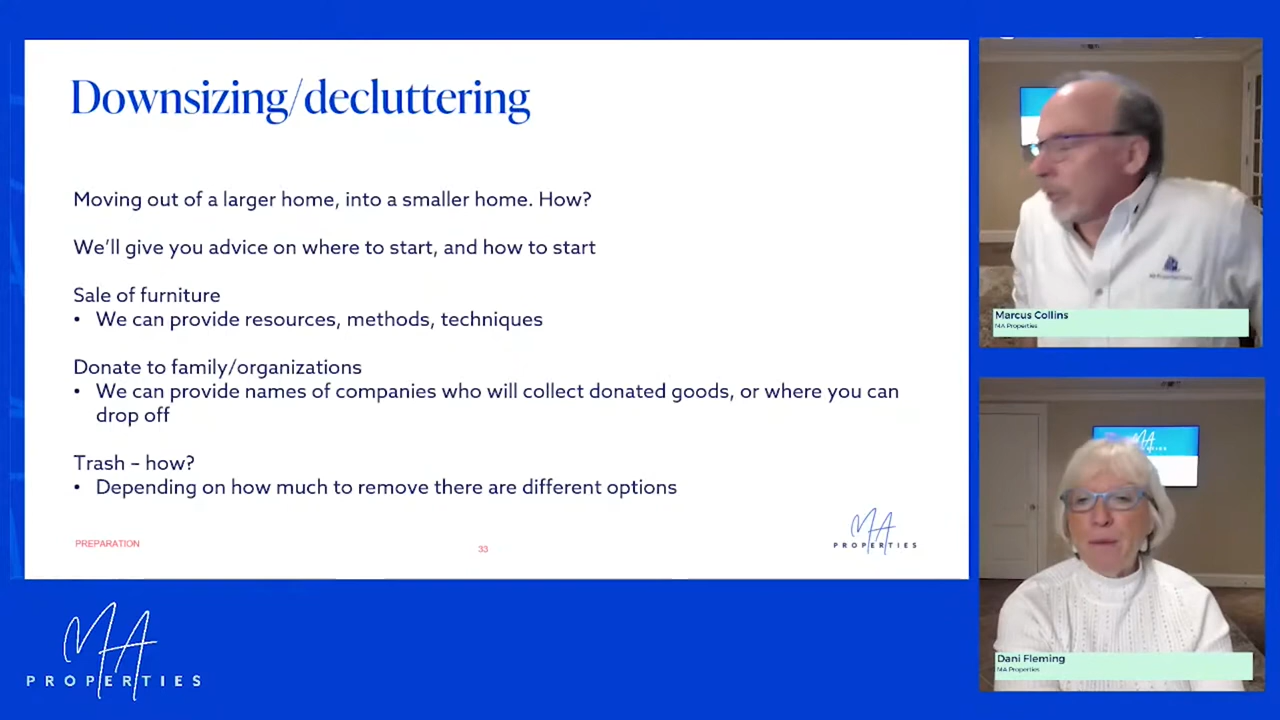 Downsizing/decluttering
Moving out of a larger home, into a smaller home. How?
We'll give you advice on where to start, and how to start
Sale of furniture
• We can provide resources, methods, techniques
Donate to family/organizations
• We can provide names of companies who will collect donated goods, or where you can
drop off
Trash – how?
• Depending on how much to remove there are different options
PREPARATION
33
MA
PROPERTIES
Marcus Collins
MA Properties
Dani Fleming
MA Properties
MA
PROPERTIES